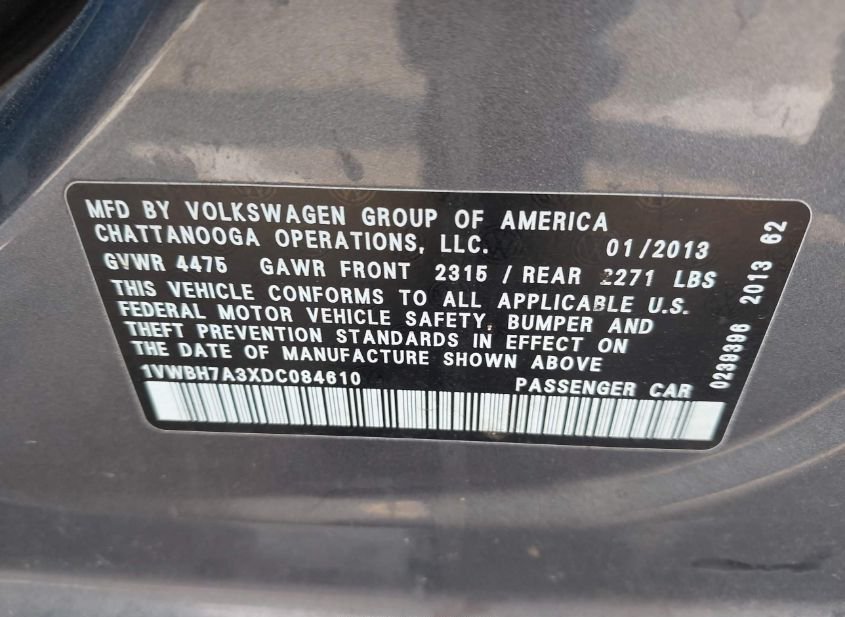 MFD BY VOLKSWAGEN GROUP OF AMERICA
CHATTANOOGA OPERATIONS, LLC. 01/2013
GVWR 4475 GAWR FRONT 2315 / REAR 2271 LBS
THIS VEHICLE CONFORMS TO ALL APPLICABLE U.S.
FEDERAL MOTOR VEHICLE SAFETY, BUMPER AND
THEFT PREVENTION STANDARDS IN EFFECT ON
THE DATE OF MANUFACTURE SHOWN ABOVE
1VWBH7A3XDC084610 PASSENGER CAR
0239396 2013 62